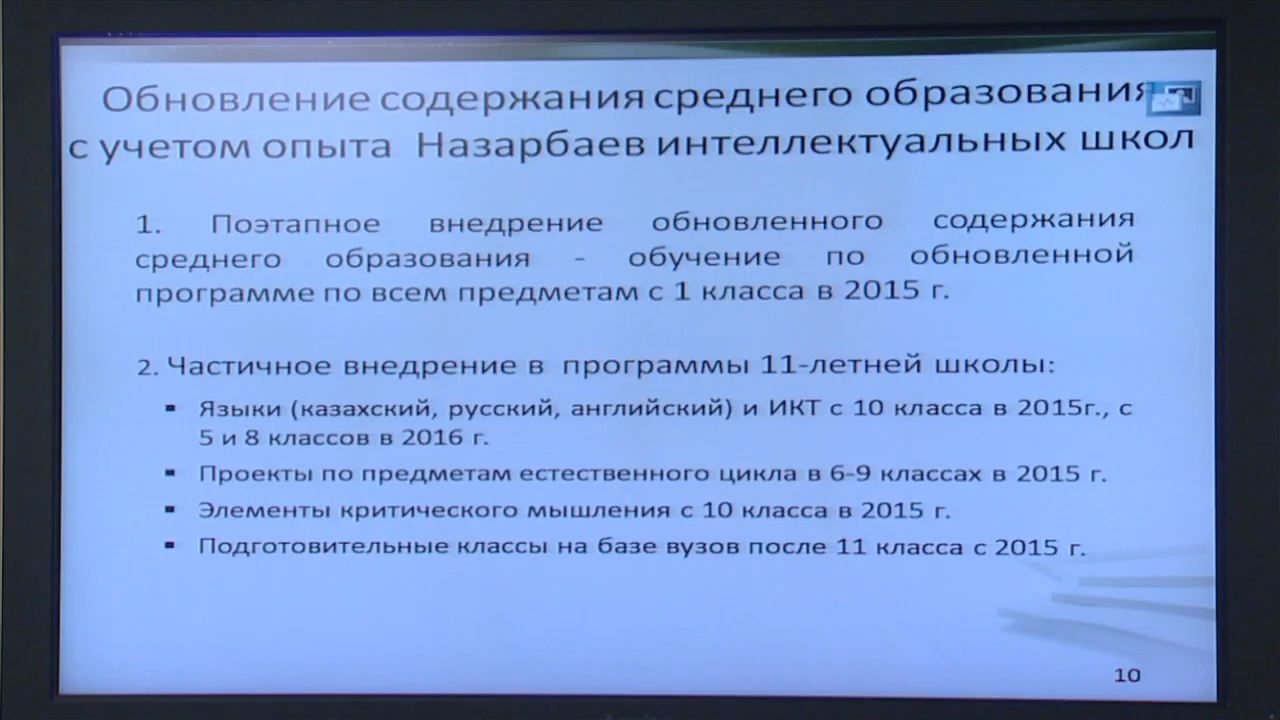 Обновление содержания среднего образования
с учетом опыта Назарбаев интеллектуальных школ
1. Поэтапное внедрение обновленного содержания
среднего образования - обучение по обновленной
программе по всем предметам с 1 класса в 2015 г.
2. Частичное внедрение в программы 11-летней школы:
▪ Языки (казахский, русский, английский) и ИКТ с 10 класса в 2015г., с
5 и 8 классов в 2016 г.
▪ Проекты по предметам естественного цикла в 6-9 классах в 2015 г.
▪ Элементы критического мышления с 10 класса в 2015 г.
▪ Подготовительные классы на базе вузов после 11 класса с 2015 г.
10